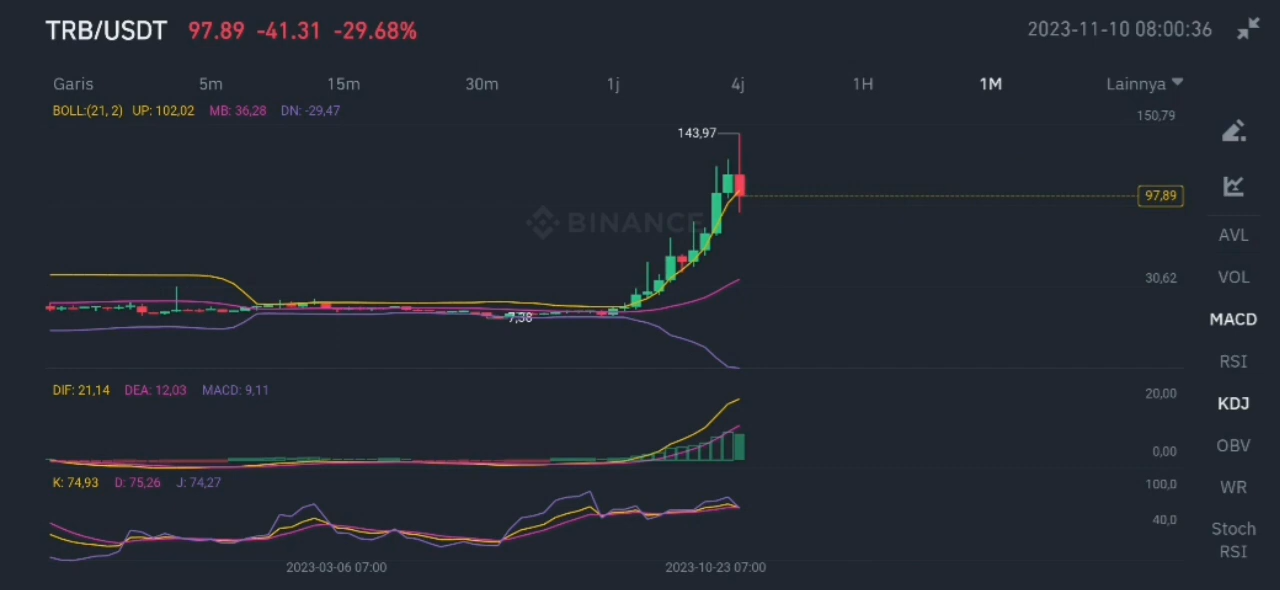 TRB/USDT 97.89 -41.31 -29.68% 2023-11-10 08:00:36
Garis 5m 15m 30m 1j 4j 1H 1M Lainnya
BOLL:(21, 2) UP: 102,02 MB: 36,28 DN: -29,47
150,79
143,97
97,89
BINANCE
AVL
30,62
VOL
7,38
MACD
RSI
DIF: 21,14 DEA: 12,03 MACD: 9,11
20,00
KDJ
0,00
OBV
K: 74,93 D: 75,26 J: 74,27
100,0
WR
40,0
Stoch
RSI
2023-03-06 07:00 2023-10-23 07:00